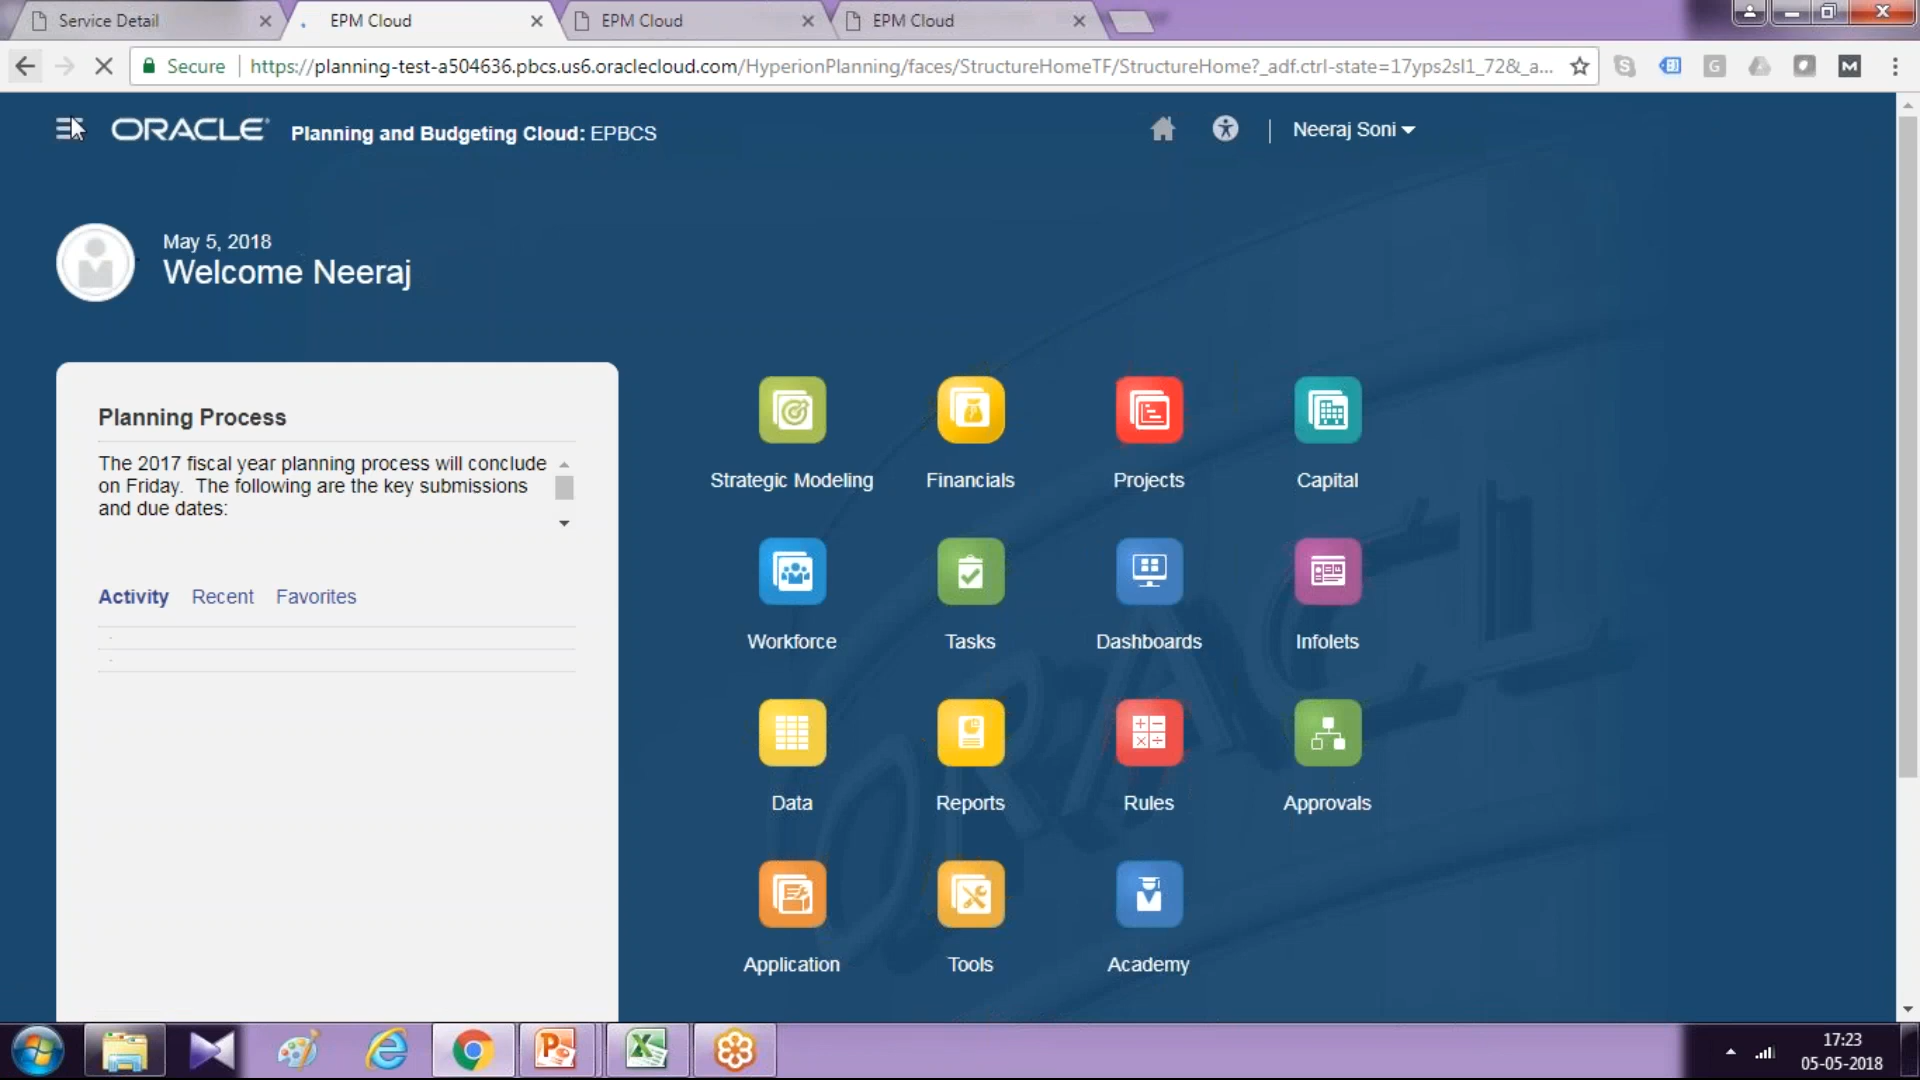 Service Detail
EPM Cloud
EPM Cloud
EPM Cloud
Secure
https://planning-test-a504636.pbcs.us6.oraclecloud.com/HyperionPlanning/faces/StructureHomeTF/StructureHome?_adf.ctrl-state=17yps2sl1_72&_a...
ORACLE Planning and Budgeting Cloud: EPBCS
Neeraj Soni
May 5, 2018
Welcome Neeraj
Planning Process
The 2017 fiscal year planning process will conclude
on Friday. The following are the key submissions
and due dates:
Activity Recent Favorites
Strategic Modeling
Financials
Projects
Capital
Workforce
Tasks
Dashboards
Infolets
Data
Reports
Rules
Approvals
Application
Tools
Academy
17:23
05-05-2018